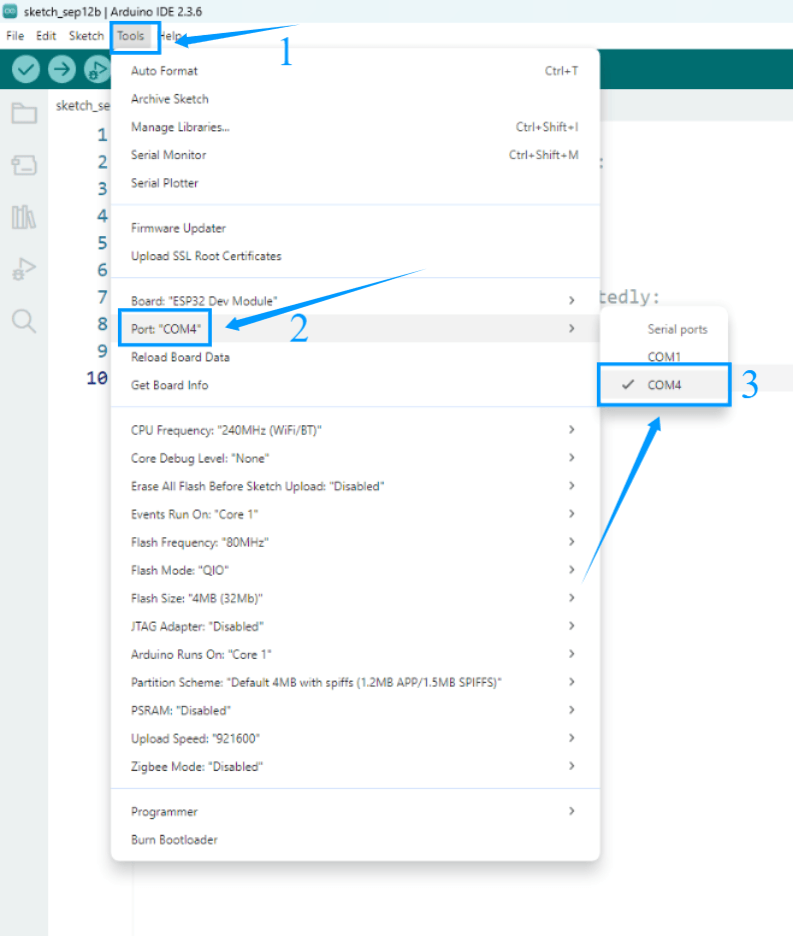 sketch_sep12b | Arduino IDE 2.3.6
File Edit Sketch Tools Help
1
sketch_se
Auto Format Ctrl+T
Archive Sketch
Manage Libraries... Ctrl+Shift+I
Serial Monitor Ctrl+Shift+M
Serial Plotter
Firmware Updater
Upload SSL Root Certificates
Board: "ESP32 Dev Module"
Port: "COM4"
2
Reload Board Data
Get Board Info
CPU Frequency: "240MHz (WiFi/BT)"
Core Debug Level: "None"
Erase All Flash Before Sketch Upload: "Disabled"
Events Run On: "Core 1"
Flash Frequency: "80MHz"
Flash Mode: "QIO"
Flash Size: "4MB (32Mb)"
JTAG Adapter: "Disabled"
Arduino Runs On: "Core 1"
Partition Scheme: "Default 4MB with spiffs (1.2MB APP/1.5MB SPIFFS)"
PSRAM: "Disabled"
Upload Speed: "921600"
Zigbee Mode: "Disabled"
Programmer
Burn Bootloader
1
2
3
4
5
6
7
8
9
10
:
tedly:
Serial ports
COM1
COM4
3